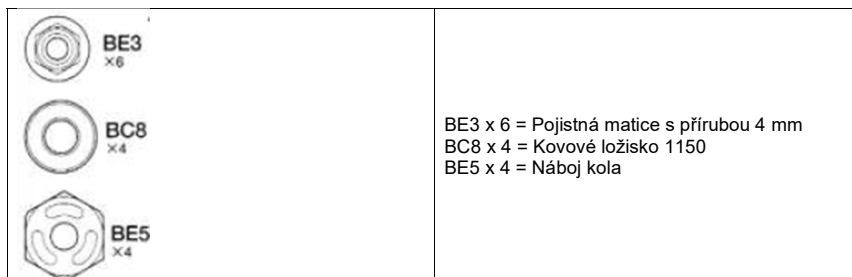 BE3
×6
BC8
×4
BE5
×4
BE3 x 6 = Pojistná matice s přírubou 4 mm
BC8 x 4 = Kovové ložisko 1150
BE5 x 4 = Náboj kola